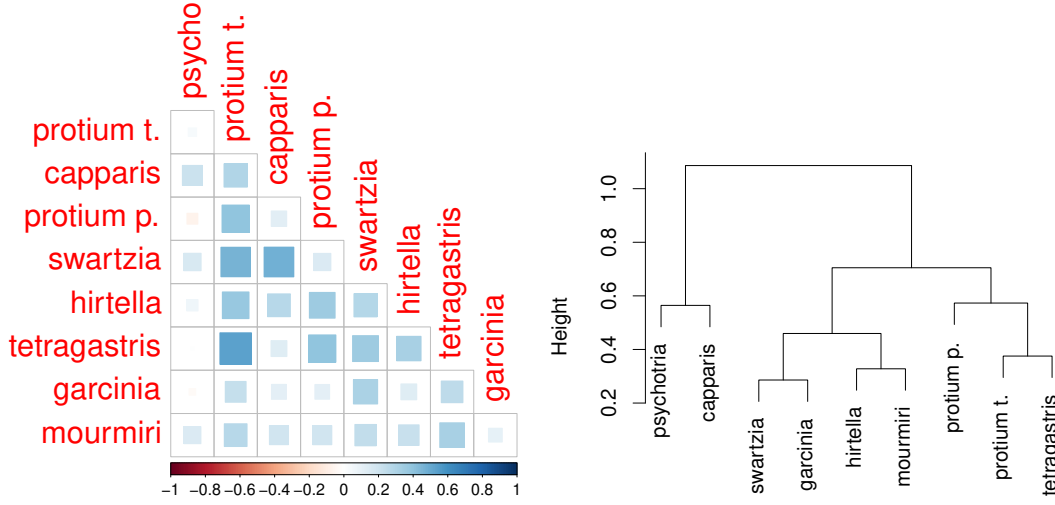 psycho
protium t.
capparis
protium p.
swartzia
hirtella
tetragastris
garcinia
protium t.
capparis
protium p.
swartzia
hirtella
tetragastris
garcinia
mourmiri
−1 −0.8 −0.6 −0.4 −0.2 0 0.2 0.4 0.6 0.8 1
Height
0.2 0.4 0.6 0.8 1.0
psychotria
capparis
swartzia
garcinia
hirtella
mourmiri
protium p.
protium t.
tetragastris